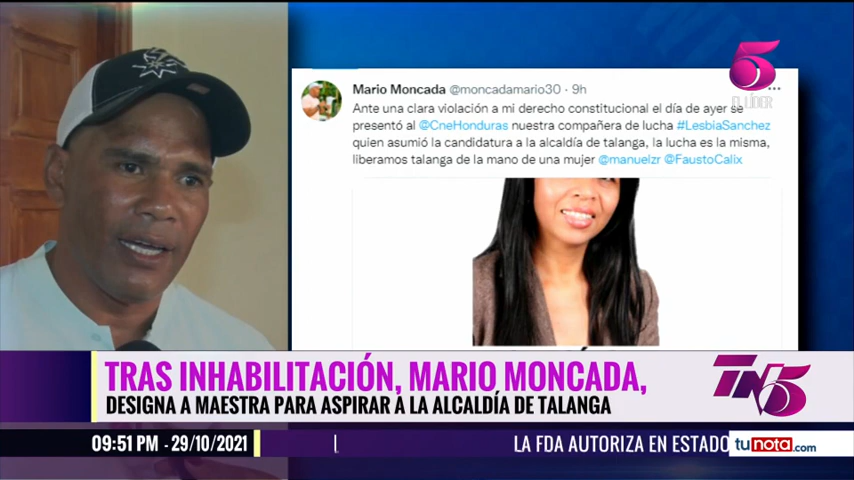 5
EL LÍDER
Mario Moncada @moncadamario30 · 9h
Ante una clara violación a mi derecho constitucional el día de ayer se
presentó al @CneHonduras nuestra compañera de lucha #LesbiaSanchez
quien asumió la candidatura a la alcaldía de talanga, la lucha es la misma,
liberamos talanga de la mano de una mujer @manuelzr @FaustoCalix
TRAS INHABILITACIÓN, MARIO MONCADA,
DESIGNA A MAESTRA PARA ASPIRAR A LA ALCALDÍA DE TALANGA
TN5
09:51 PM - 29/10/2021
LA FDA AUTORIZA EN ESTADO
tunota.com